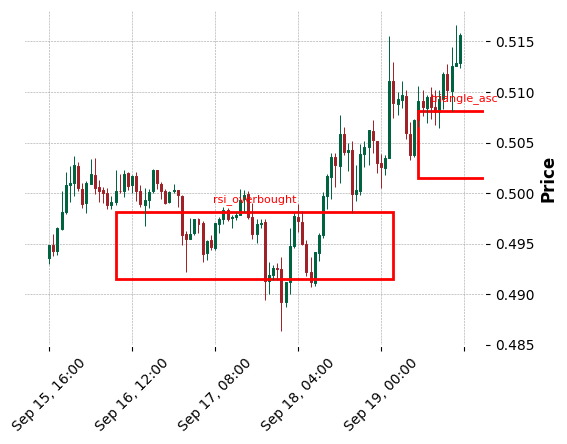 0.515
0.510
triangle_asc
0.505
0.500
rsi_overbought
0.495
0.490
0.485
Price
Sep 15, 16:00
Sep 16, 12:00
Sep 17, 08:00
Sep 18, 04:00
Sep 19, 00:00